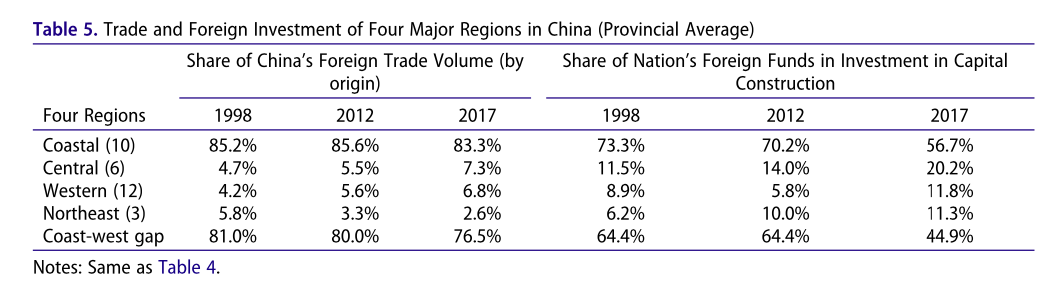 Table 5. Trade and Foreign Investment of Four Major Regions in China (Provincial Average)
Share of China's Foreign Trade Volume (by origin) Share of Nation's Foreign Funds in Investment in Capital Construction
Four Regions 1998 2012 2017 1998 2012 2017
Coastal (10) 85.2% 85.6% 83.3% 73.3% 70.2% 56.7%
Central (6) 4.7% 5.5% 7.3% 11.5% 14.0% 20.2%
Western (12) 4.2% 5.6% 6.8% 8.9% 5.8% 11.8%
Northeast (3) 5.8% 3.3% 2.6% 6.2% 10.0% 11.3%
Coast-west gap 81.0% 80.0% 76.5% 64.4% 64.4% 44.9%
Notes: Same as Table 4.